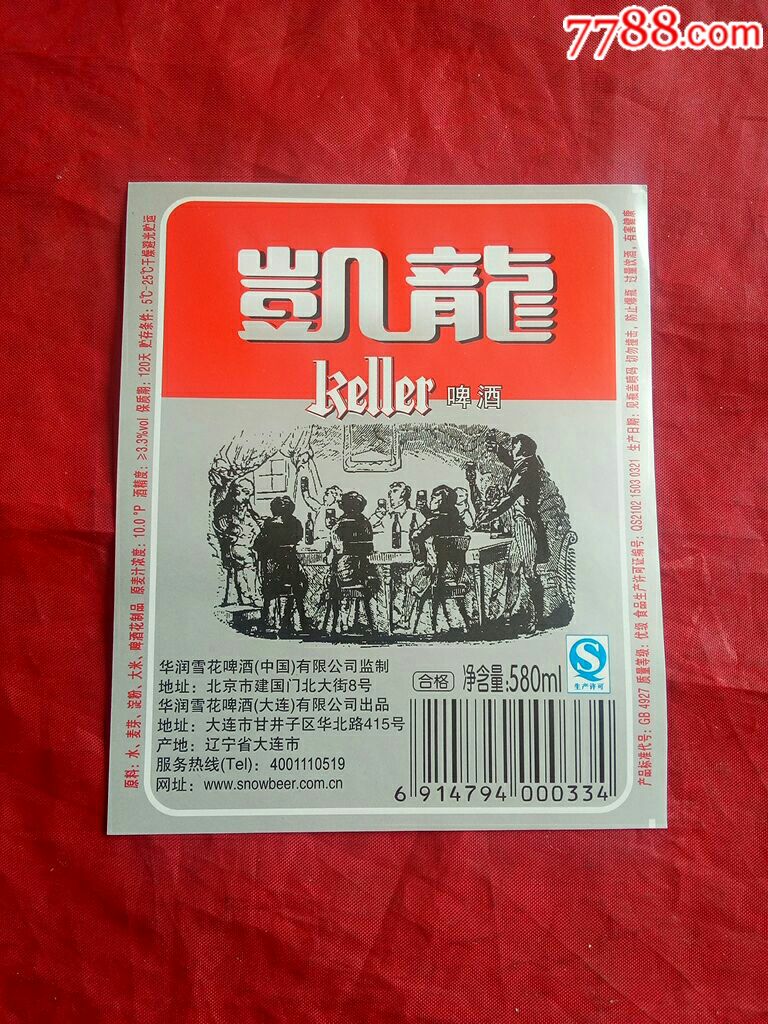 7788.com
凱龍
Keller 啤酒
原料：水、麦芽、淀粉、大米、啤酒花制品 原麦汁浓度：10.0 °P 酒精度：≥3.3%vol 保质期：120天 贮存条件：5℃-25℃干燥避光贮运
华润雪花啤酒(中国)有限公司监制
地址：北京市建国门北大街8号
华润雪花啤酒(大连)有限公司出品
地址：大连市甘井子区华北路415号
产地：辽宁省大连市
服务热线(Tel)：4001110519
网址：www.snowbeer.com.cn
合格 净含量:580ml
S
生产许可
6 914794 000334
产品标准代号：GB 4927 质量等级：优级 食品生产许可证编号：QS2102 1503 0321 生产日期：见瓶盖喷码 切勿撞击，防止爆瓶 过量饮酒，有害健康